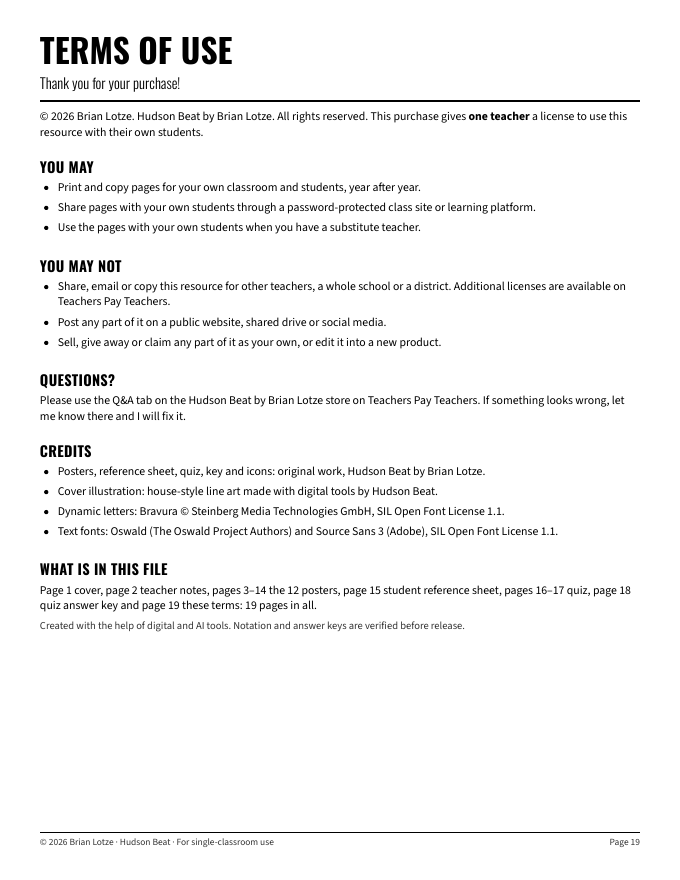 TERMS OF USE
Thank you for your purchase!
© 2026 Brian Lotze. Hudson Beat by Brian Lotze. All rights reserved. This purchase gives one teacher a license to use this
resource with their own students.
YOU MAY
• Print and copy pages for your own classroom and students, year after year.
• Share pages with your own students through a password-protected class site or learning platform.
• Use the pages with your own students when you have a substitute teacher.
YOU MAY NOT
• Share, email or copy this resource for other teachers, a whole school or a district. Additional licenses are available on
Teachers Pay Teachers.
• Post any part of it on a public website, shared drive or social media.
• Sell, give away or claim any part of it as your own, or edit it into a new product.
QUESTIONS?
Please use the Q&A tab on the Hudson Beat by Brian Lotze store on Teachers Pay Teachers. If something looks wrong, let
me know there and I will fix it.
CREDITS
• Posters, reference sheet, quiz, key and icons: original work, Hudson Beat by Brian Lotze.
• Cover illustration: house-style line art made with digital tools by Hudson Beat.
• Dynamic letters: Bravura © Steinberg Media Technologies GmbH, SIL Open Font License 1.1.
• Text fonts: Oswald (The Oswald Project Authors) and Source Sans 3 (Adobe), SIL Open Font License 1.1.
WHAT IS IN THIS FILE
Page 1 cover, page 2 teacher notes, pages 3–14 the 12 posters, page 15 student reference sheet, pages 16–17 quiz, page 18
quiz answer key and page 19 these terms: 19 pages in all.
Created with the help of digital and AI tools. Notation and answer keys are verified before release.
© 2026 Brian Lotze · Hudson Beat · For single-classroom use
Page 19